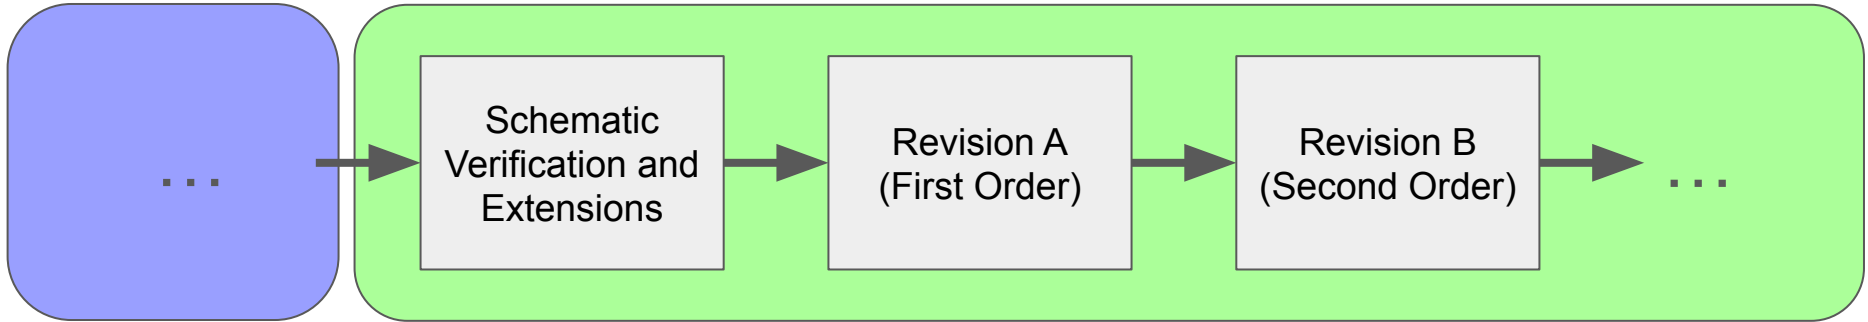 ...
Schematic
Verification and
Extensions
Revision A
(First Order)
Revision B
(Second Order)
...